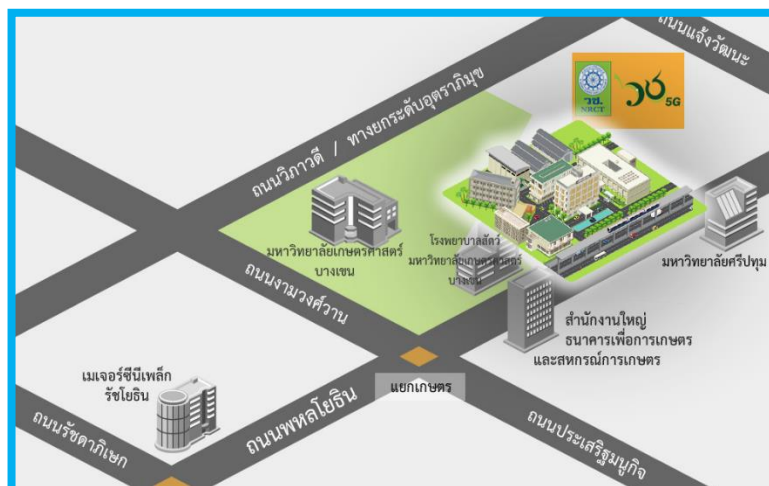 ถนนแจ้งวัฒนะ
วช.
NRCT
วช 5G
ถนนวิภาวดี / ทางยกระดับอุตราภิมุข
มหาวิทยาลัยเกษตรศาสตร์
บางเขน
โรงพยาบาลสัตว์
มหาวิทยาลัยเกษตรศาสตร์
บางเขน
มหาวิทยาลัยศรีปทุม
ถนนงามวงศ์วาน
สำนักงานใหญ่
ธนาคารเพื่อการเกษตร
และสหกรณ์การเกษตร
เมเจอร์ซีนีเพล็ก
รัชโยธิน
แยกเกษตร
ถนนพหลโยธิน
ถนนรัชดาภิเษก
ถนนประเสริฐมนูกิจ